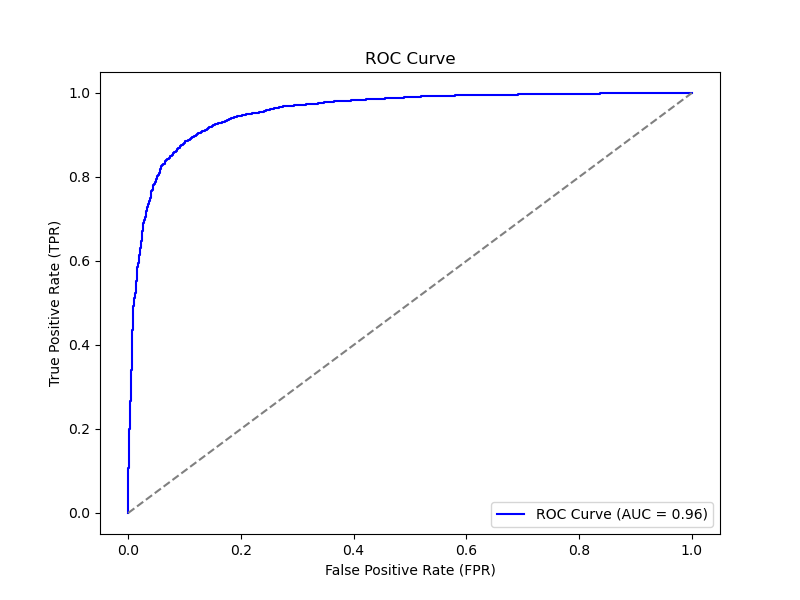 ROC Curve
1.0
0.8
0.6
0.4
0.2
0.0
True Positive Rate (TPR)
ROC Curve (AUC = 0.96)
0.0 0.2 0.4 0.6 0.8 1.0
False Positive Rate (FPR)